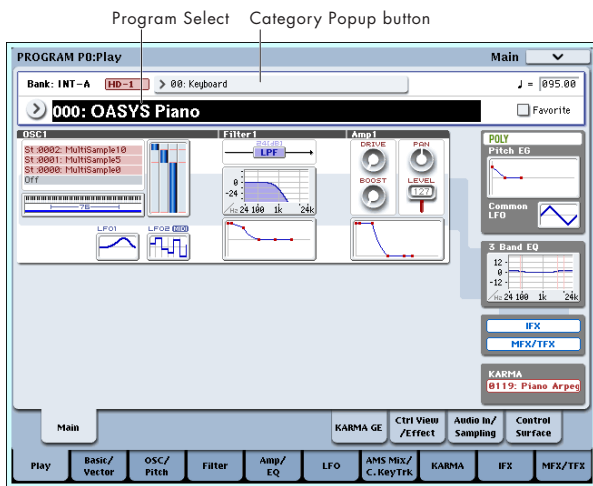 Program Select Category Popup button
PROGRAM P0:Play Main
Bank: INT-A HD-1 00: Keyboard ♩ = 095.00
000: OASYS Piano Favorite
OSC1 Filter1 Amp1
St:0002: MultiSample10
St:0001: MultiSample5
St:0000: MultiSample0
Off
76
LFO1 LFO2
24[dB]
LPF
0
-24
Hz 24 100 1k 24k
DRIVE PAN
BOOST LEVEL
127
POLY
Pitch EG
Common
LFO
3 Band EQ
12
0
-12
Hz 24 100 1k 24k
IFX
MFX/TFX
KARMA
0119: Piano Arpeg
Main KARMA GE Ctrl View /Effect Audio In/ Sampling Control Surface
Play Basic/ Vector OSC/ Pitch Filter Amp/ EQ LFO AMS Mix/ C.KeyTrk KARMA IFX MFX/TFX